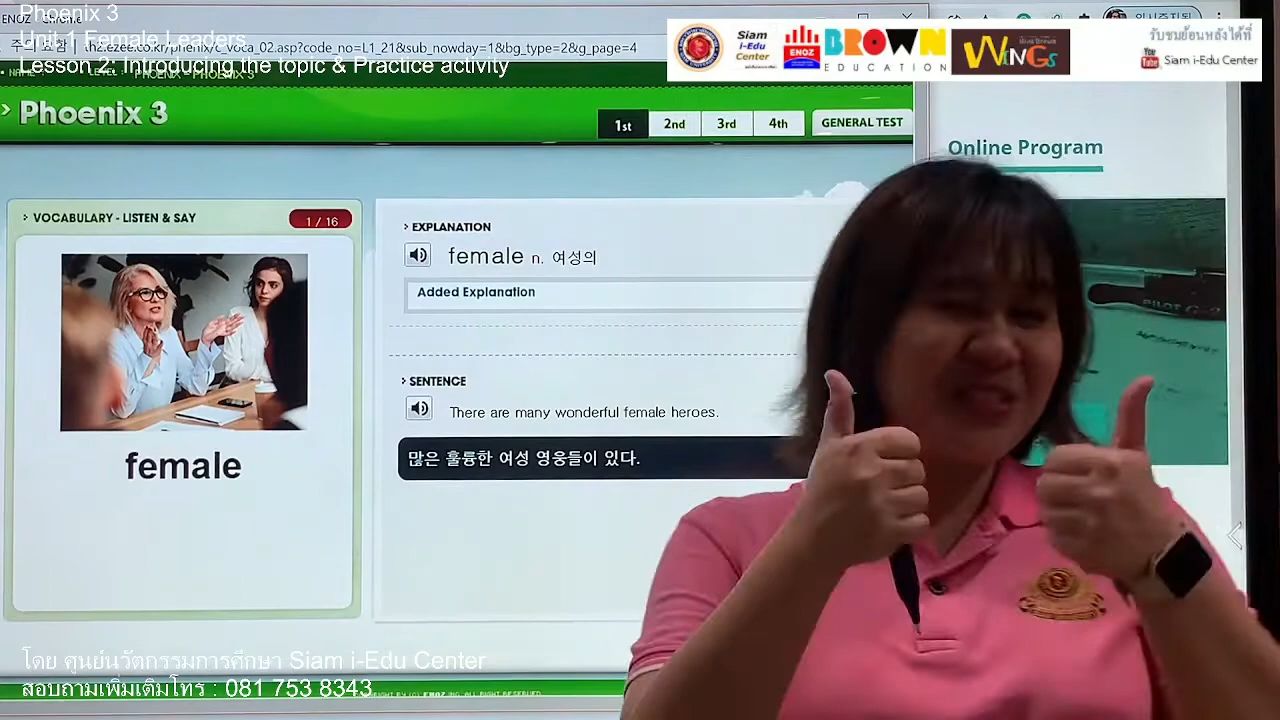 Phoenix 3
Unit 1 Female Leaders
Lesson 1 Introducing the topic & Practice activity
Siam
i-Edu
Center
ENOZ
BROWN
EDUCATION
WiNGs
รับชมย้อนหลังได้ที่
You Tube Siam i-Edu Center
Phoenix 3
1st
2nd
3rd
4th
GENERAL TEST
Online Program
VOCABULARY - LISTEN & SAY
1 / 16
female
EXPLANATION
female n. 여성의
Added Explanation
SENTENCE
There are many wonderful female heroes.
많은 훌륭한 여성 영웅들이 있다.
PILOT G-2
โดย ศูนย์นวัตกรรมการศึกษา Siam i-Edu Center
สอบถามเพิ่มเติมโทร : 081 753 8343